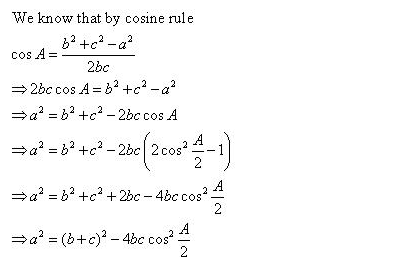 We know that by cosine rule
cos A = (b² + c² − a²) / 2bc
⇒ 2bc cos A = b² + c² − a²
⇒ a² = b² + c² − 2bc cos A
⇒ a² = b² + c² − 2bc (2cos² A/2 − 1)
⇒ a² = b² + c² + 2bc − 4bc cos² A/2
⇒ a² = (b + c)² − 4bc cos² A/2